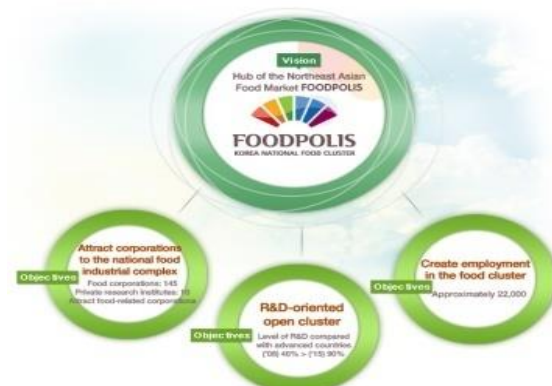 Vision
Hub of the Northeast Asian
Food Market FOODPOLIS
FOODPOLIS
KOREA NATIONAL FOOD CLUSTER
Objectives
Attract corporations
to the national food
industrial complex
Food corporations: 145
Private research institutes: 10
Attract food-related corporations
Objectives
R&D-oriented
open cluster
Level of R&D compared
with advanced countries
('08) 40% > ('15) 90%
Objectives
Create employment
in the food cluster
Approximately 22,000